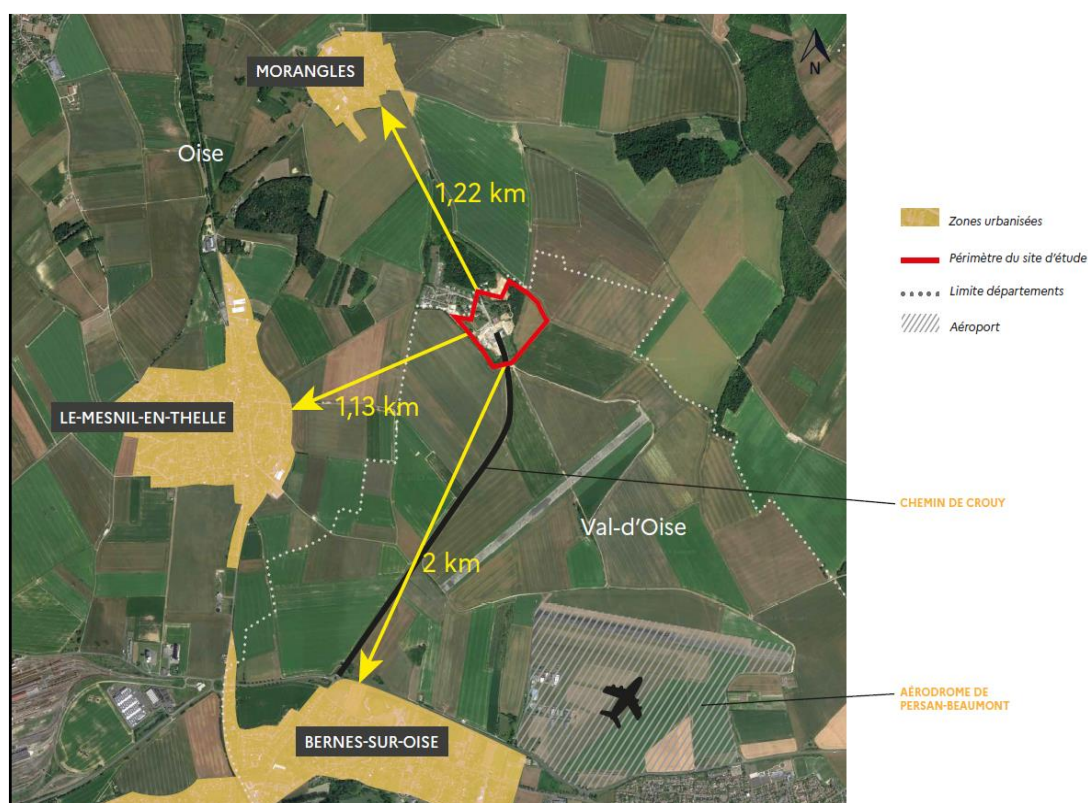 MORANGLES
N
Oise
1,22 km
Zones urbanisées
Périmètre du site d'étude
Limite départements
Aéroport
LE-MESNIL-EN-THELLE
1,13 km
CHEMIN DE CROUY
Val-d'Oise
2 km
AÉRODROME DE
PERSAN-BEAUMONT
BERNES-SUR-OISE